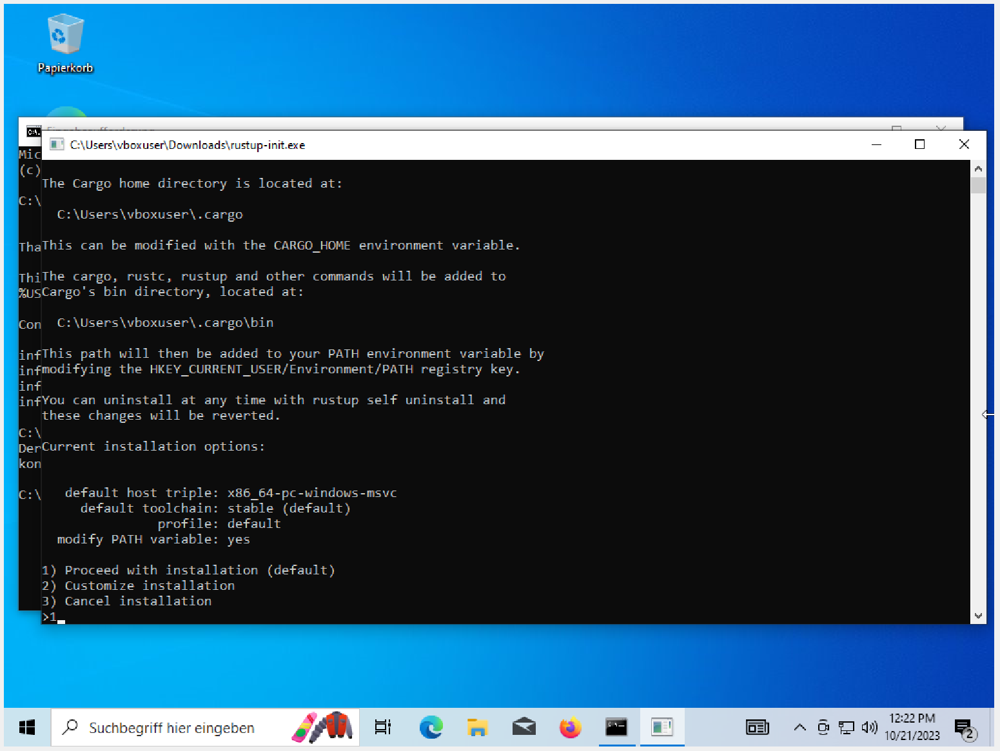 Papierkorb
C:\Users\vboxuser\Downloads\rustup-init.exe
Mic
(c)
C:\
Tha
Thi
%US
Con
inf
inf
inf
inf
C:\
Der
kon
C:\
The Cargo home directory is located at:
C:\Users\vboxuser\.cargo
This can be modified with the CARGO_HOME environment variable.
The cargo, rustc, rustup and other commands will be added to
Cargo's bin directory, located at:
C:\Users\vboxuser\.cargo\bin
This path will then be added to your PATH environment variable by
modifying the HKEY_CURRENT_USER/Environment/PATH registry key.
You can uninstall at any time with rustup self uninstall and
these changes will be reverted.
Current installation options:
default host triple: x86_64-pc-windows-msvc
default toolchain: stable (default)
profile: default
modify PATH variable: yes
1) Proceed with installation (default)
2) Customize installation
3) Cancel installation
>1
Suchbegriff hier eingeben
12:22 PM
10/21/2023
2